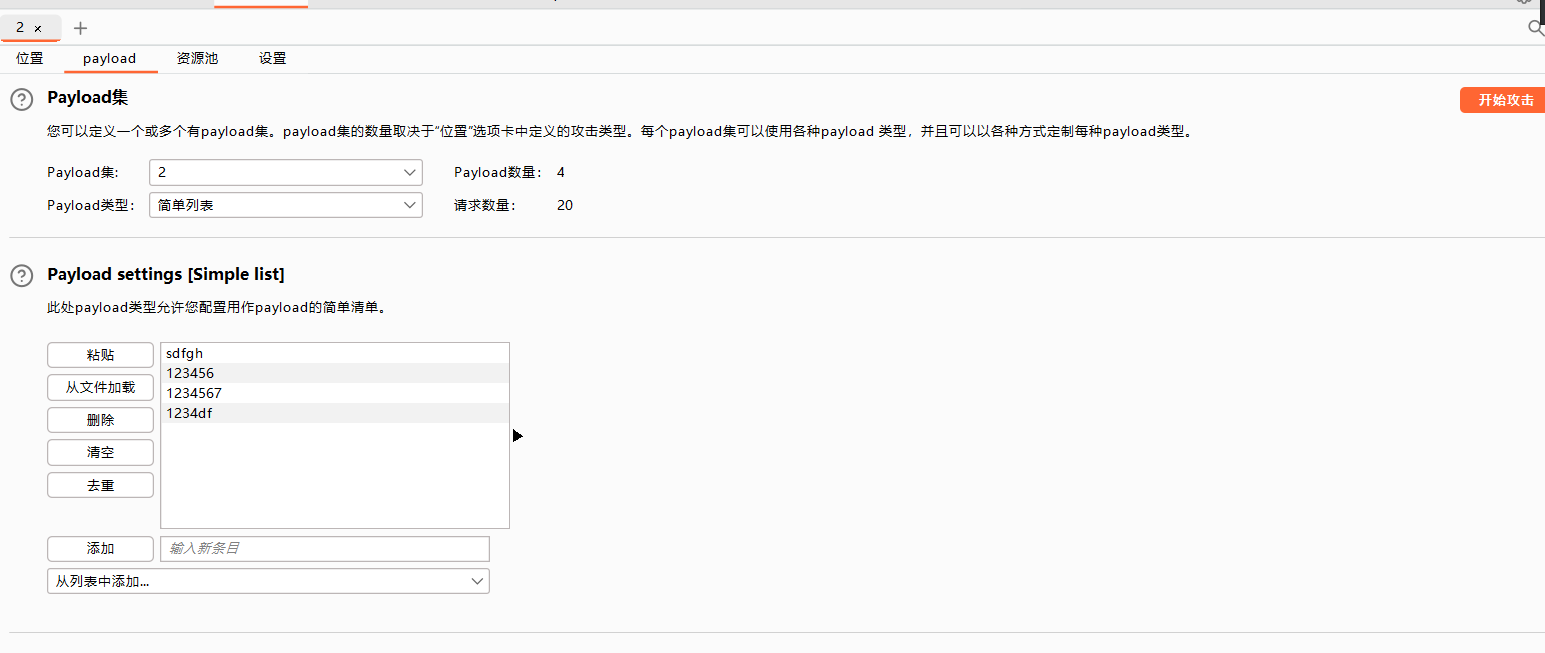 2 ×
位置 payload 资源池 设置
Payload集
开始攻击
您可以定义一个或多个有payload集。payload集的数量取决于"位置"选项卡中定义的攻击类型。每个payload集可以使用各种payload 类型，并且可以以各种方式定制每种payload类型。
Payload集: 2 Payload数量: 4
Payload类型: 简单列表 请求数量: 20
Payload settings [Simple list]
此处payload类型允许您配置用作payload的简单清单。
粘贴
从文件加载
删除
清空
去重
sdfgh
123456
1234567
1234df
添加 输入新条目
从列表中添加...